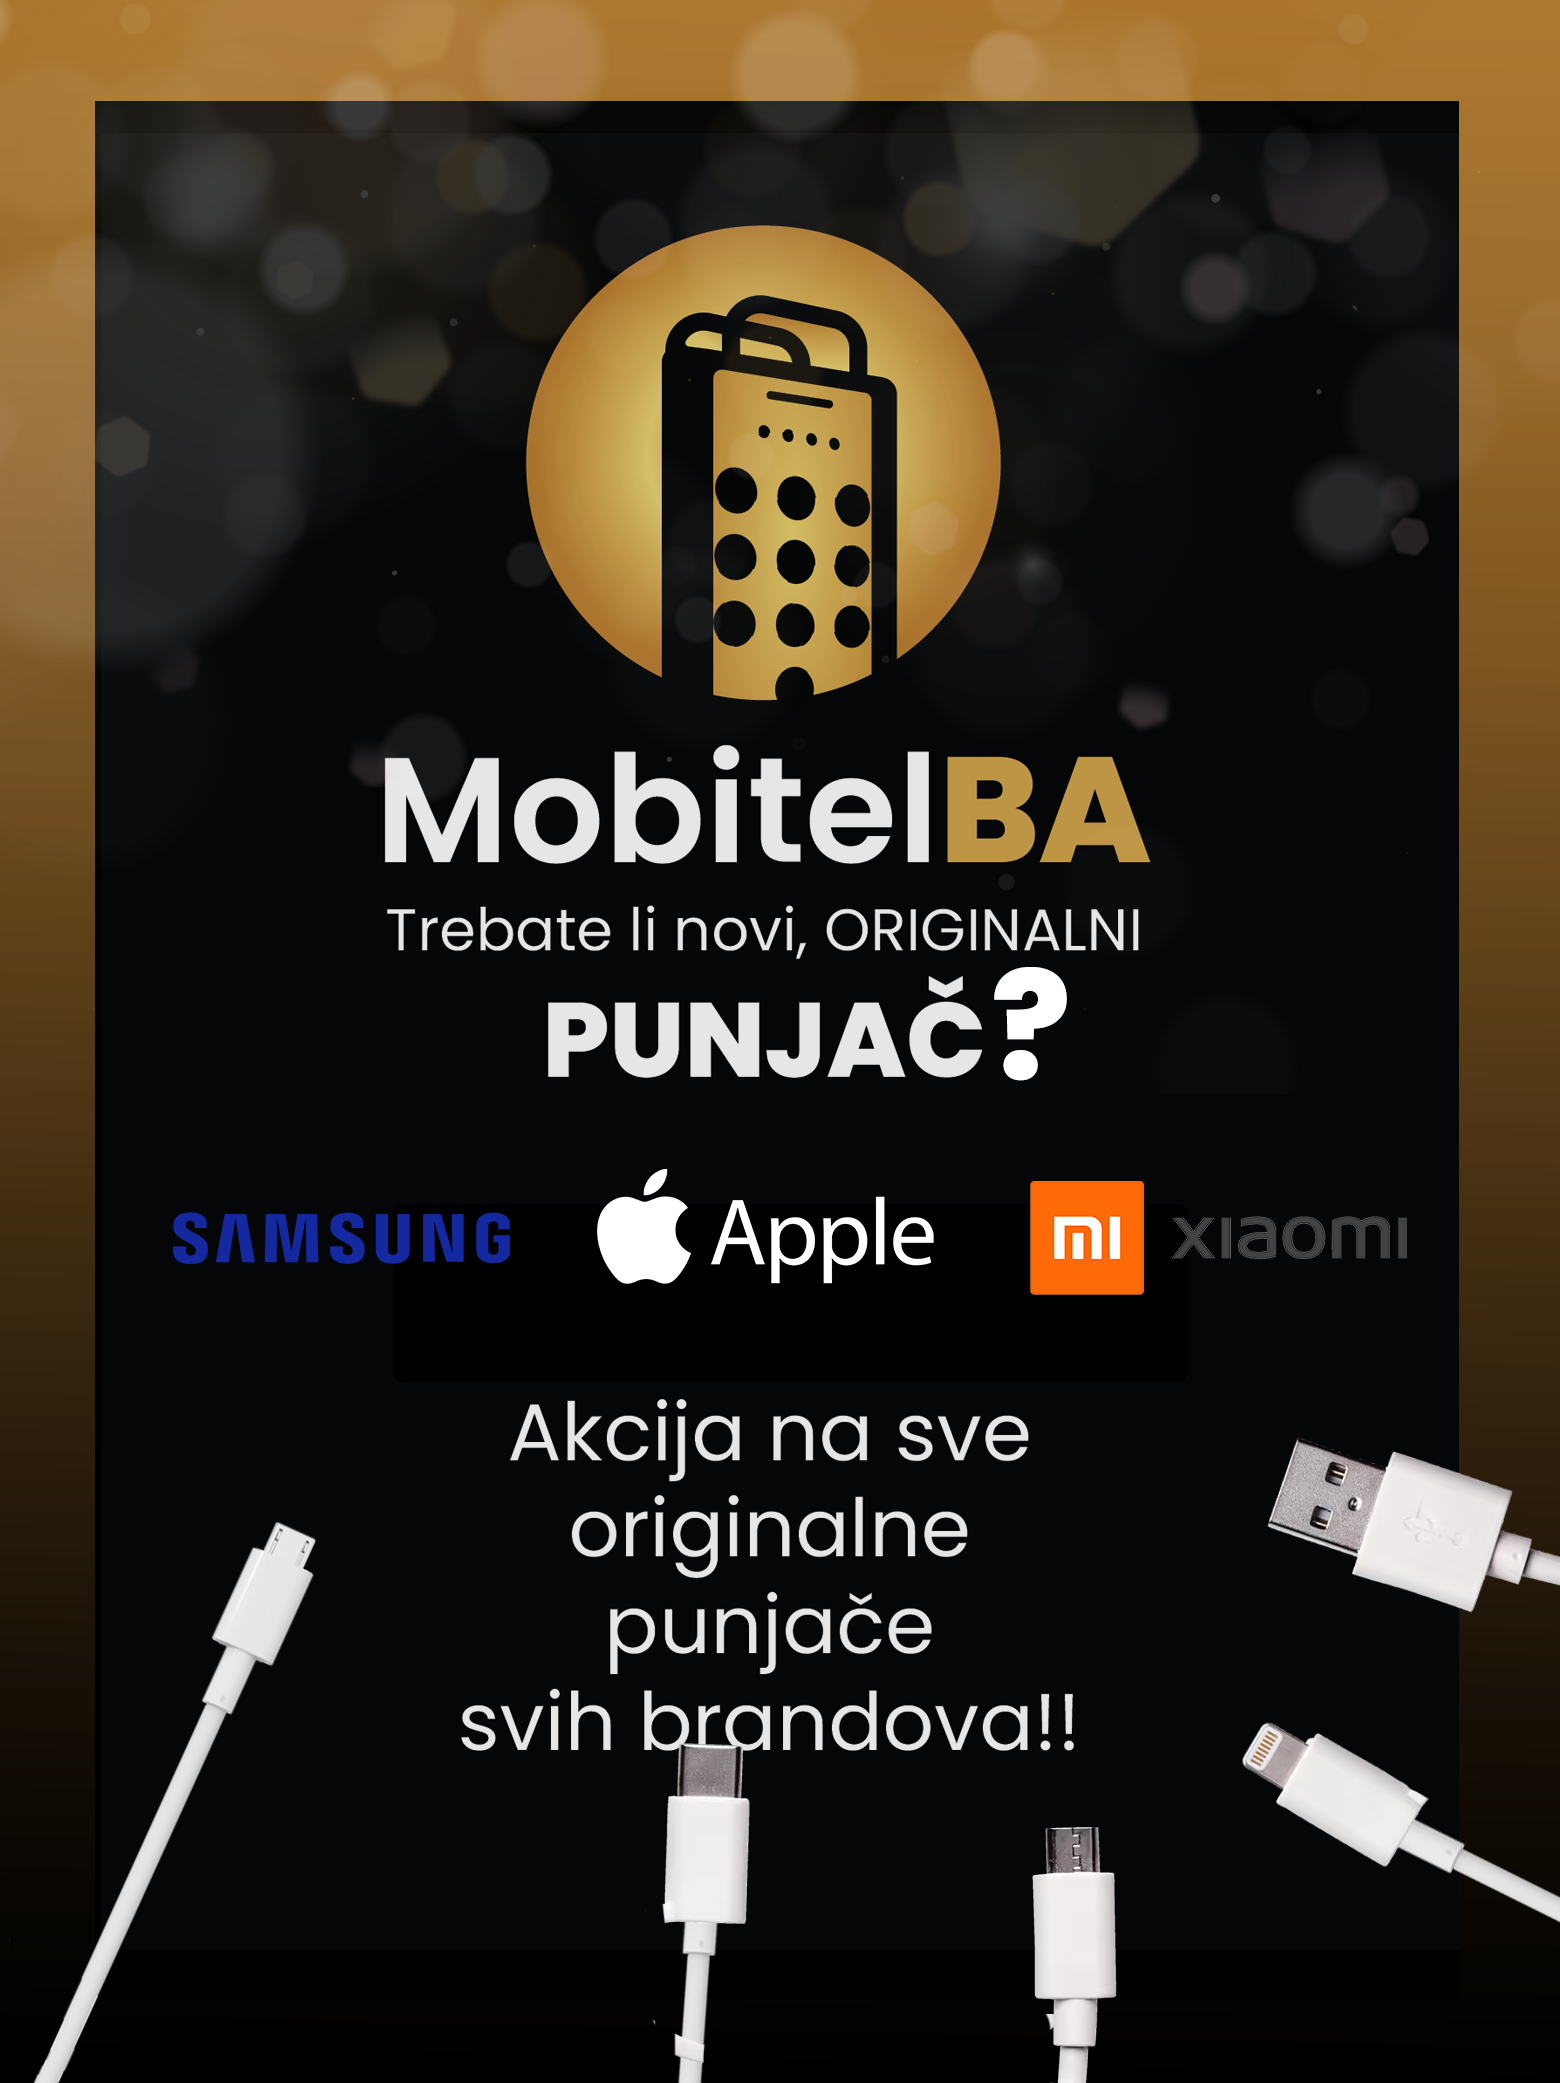 MobitelBA
Trebate li novi, ORIGINALNI
PUNJAČ?
SAMSUNG Apple mi xiaomi
Akcija na sve
originalne
punjače
svih brandova!!